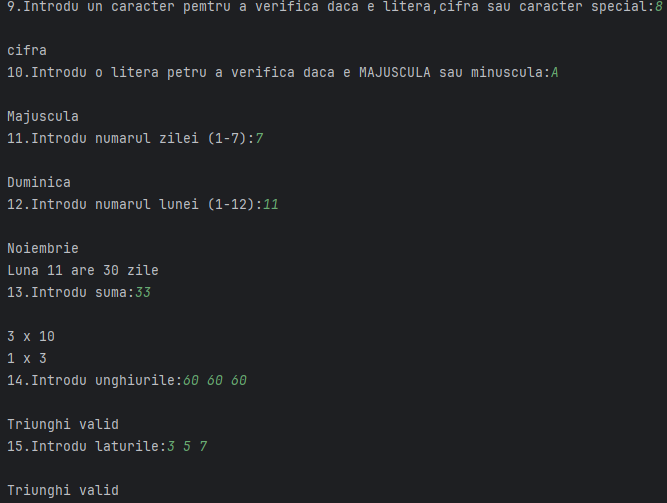 9.Introdu un caracter pemtru a verifica daca e litera,cifra sau caracter special:8
cifra
10.Introdu o litera petru a verifica daca e MAJUSCULA sau minuscula:A
Majuscula
11.Introdu numarul zilei (1-7):7
Duminica
12.Introdu numarul lunei (1-12):11
Noiembrie
Luna 11 are 30 zile
13.Introdu suma:33
3 x 10
1 x 3
14.Introdu unghiurile:60 60 60
Triunghi valid
15.Introdu laturile:3 5 7
Triunghi valid